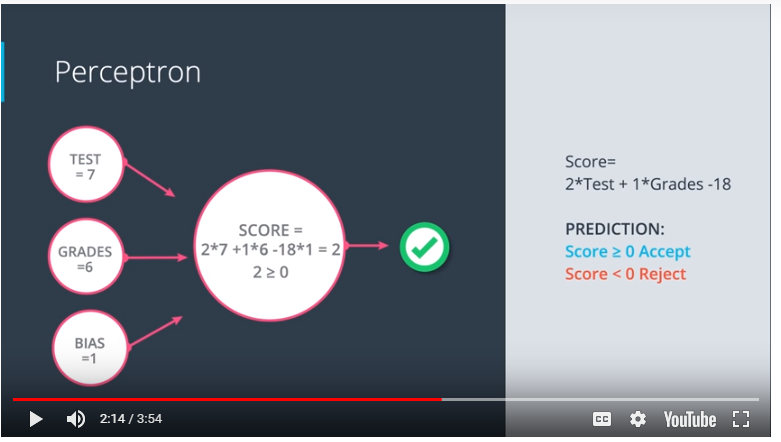 Perceptron
TEST
= 7
GRADES
=6
BIAS
=1
SCORE =
2*7 +1*6 -18*1 = 2
2 ≥ 0
Score=
2*Test + 1*Grades -18
PREDICTION:
Score ≥ 0 Accept
Score < 0 Reject
2:14 / 3:54
CC
YouTube